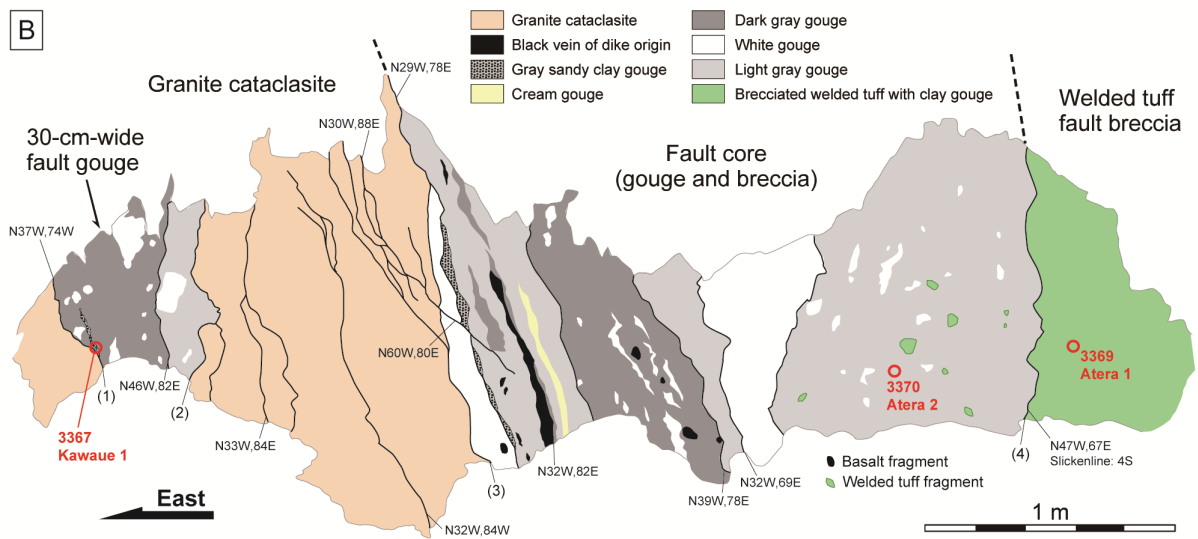 B
Granite cataclasite
Black vein of dike origin
Gray sandy clay gouge
Cream gouge
Dark gray gouge
White gouge
Light gray gouge
Brecciated welded tuff with clay gouge
Granite cataclasite
N29W,78E
N30W,88E
30-cm-wide
fault gouge
Fault core
(gouge and breccia)
Welded tuff
fault breccia
N37W,74W
N60W,80E
3367
Kawaue 1
(1)
N46W,82E
(2)
N33W,84E
N32W,84W
(3)
N32W,82E
N39W,78E
N32W,69E
3370
Atera 2
3369
Atera 1
(4)
N47W,67E
Slickenline: 4S
Basalt fragment
Welded tuff fragment
East
1 m